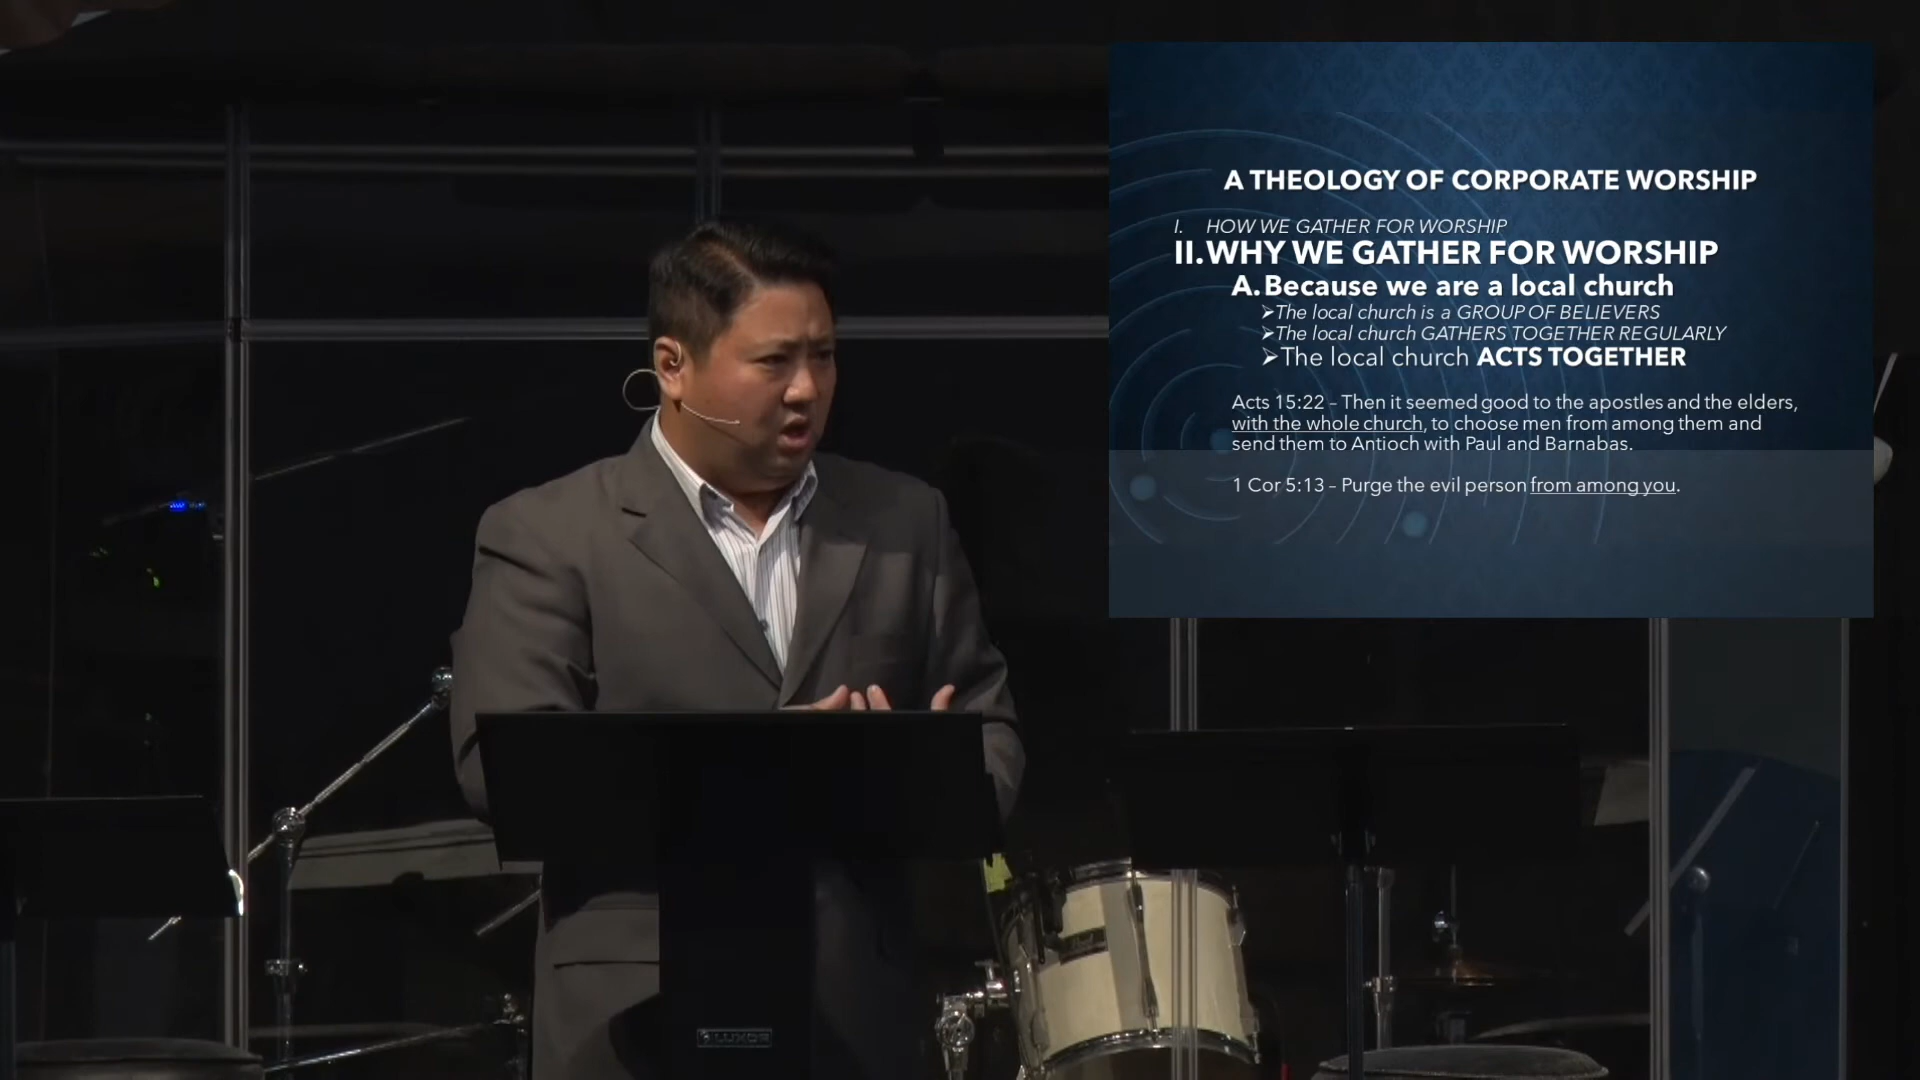 A THEOLOGY OF CORPORATE WORSHIP
I. HOW WE GATHER FOR WORSHIP
II. WHY WE GATHER FOR WORSHIP
A. Because we are a local church
➢The local church is a GROUP OF BELIEVERS
➢The local church GATHERS TOGETHER REGULARLY
➢The local church ACTS TOGETHER
Acts 15:22 – Then it seemed good to the apostles and the elders,
with the whole church, to choose men from among them and
send them to Antioch with Paul and Barnabas.
1 Cor 5:13 – Purge the evil person from among you.
LUXOR